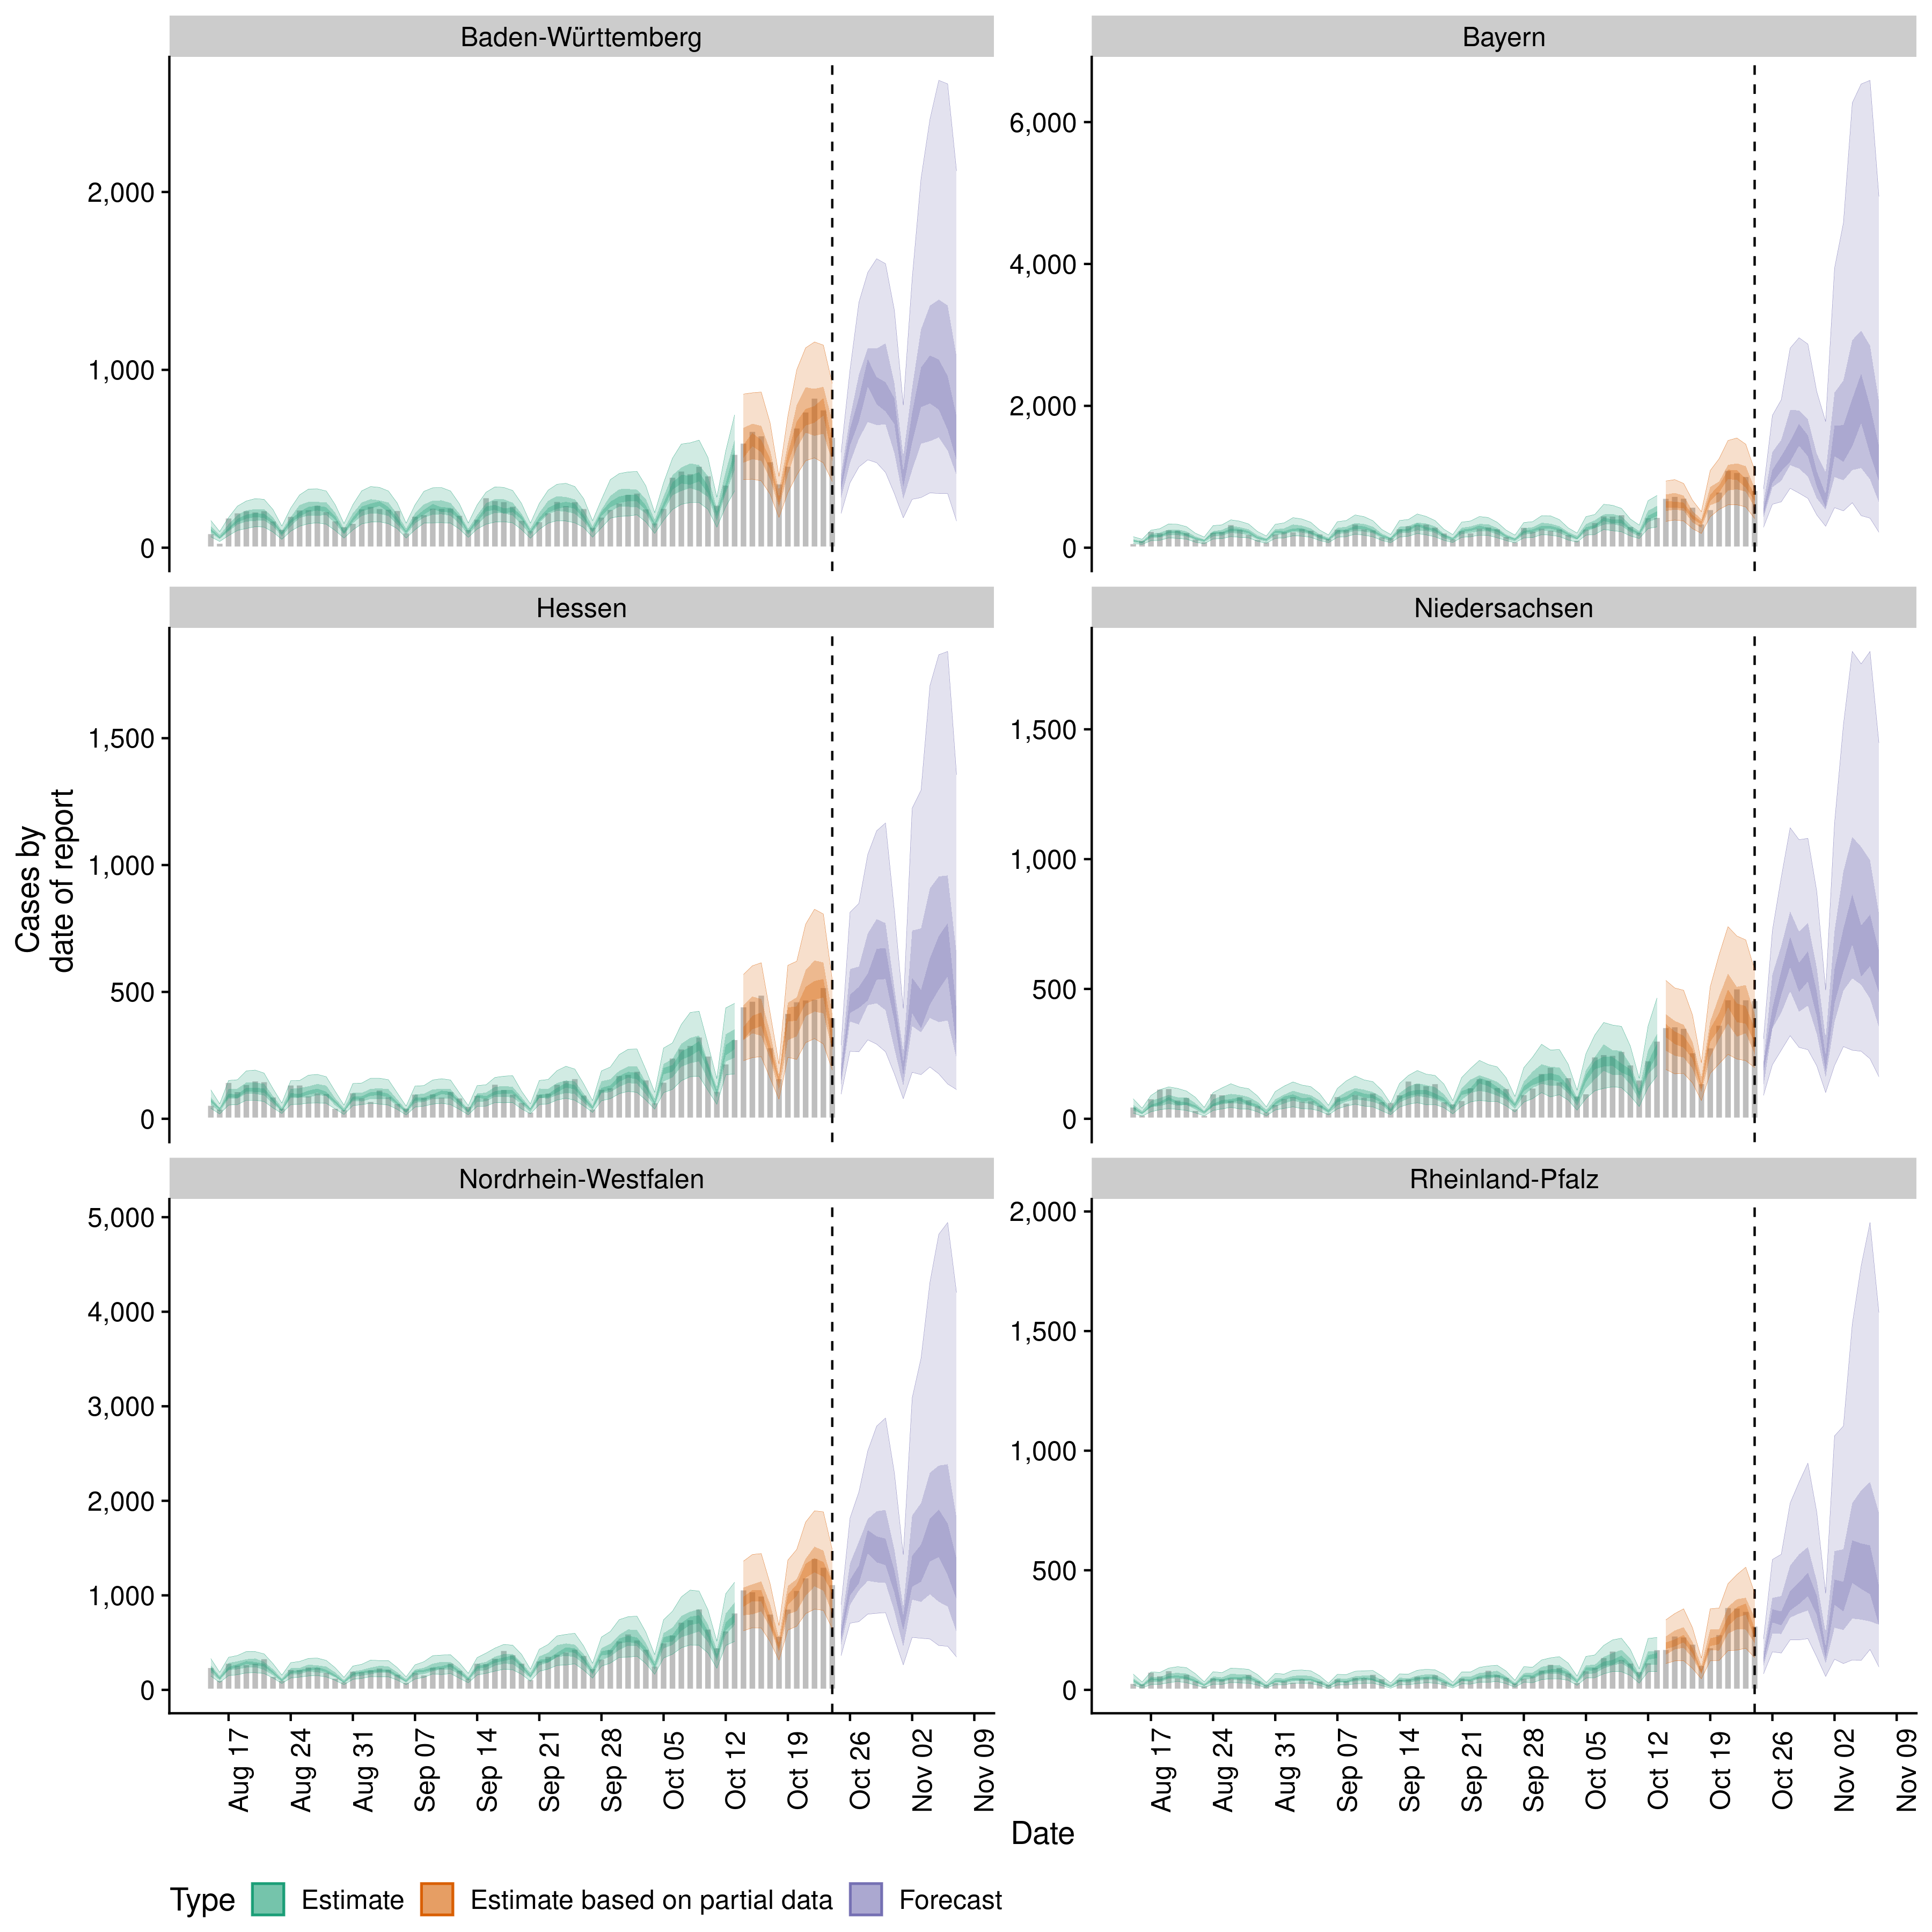 Baden-Württemberg
Bayern
2,000
1,000
0
6,000
4,000
2,000
0
Hessen
Niedersachsen
1,500
1,000
500
0
1,500
1,000
500
0
Cases by
date of report
Nordrhein-Westfalen
Rheinland-Pfalz
5,000
4,000
3,000
2,000
1,000
0
2,000
1,500
1,000
500
0
Aug 17
Aug 24
Aug 31
Sep 07
Sep 14
Sep 21
Sep 28
Oct 05
Oct 12
Oct 19
Oct 26
Nov 02
Nov 09
Aug 17
Aug 24
Aug 31
Sep 07
Sep 14
Sep 21
Sep 28
Oct 05
Oct 12
Oct 19
Oct 26
Nov 02
Nov 09
Date
Type Estimate Estimate based on partial data Forecast